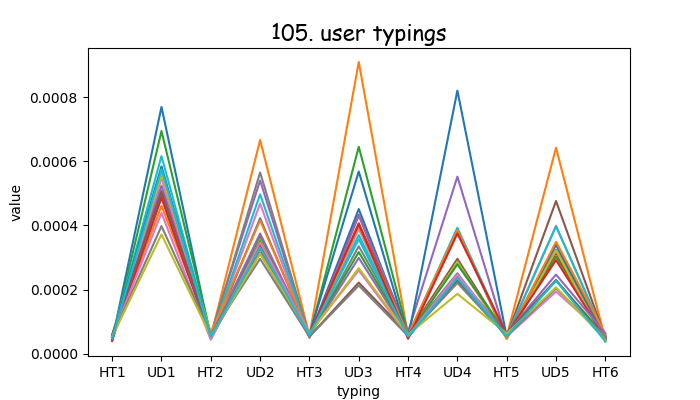 105. user typings
value
0.0008
0.0006
0.0004
0.0002
0.0000
HT1 UD1 HT2 UD2 HT3 UD3 HT4 UD4 HT5 UD5 HT6
typing